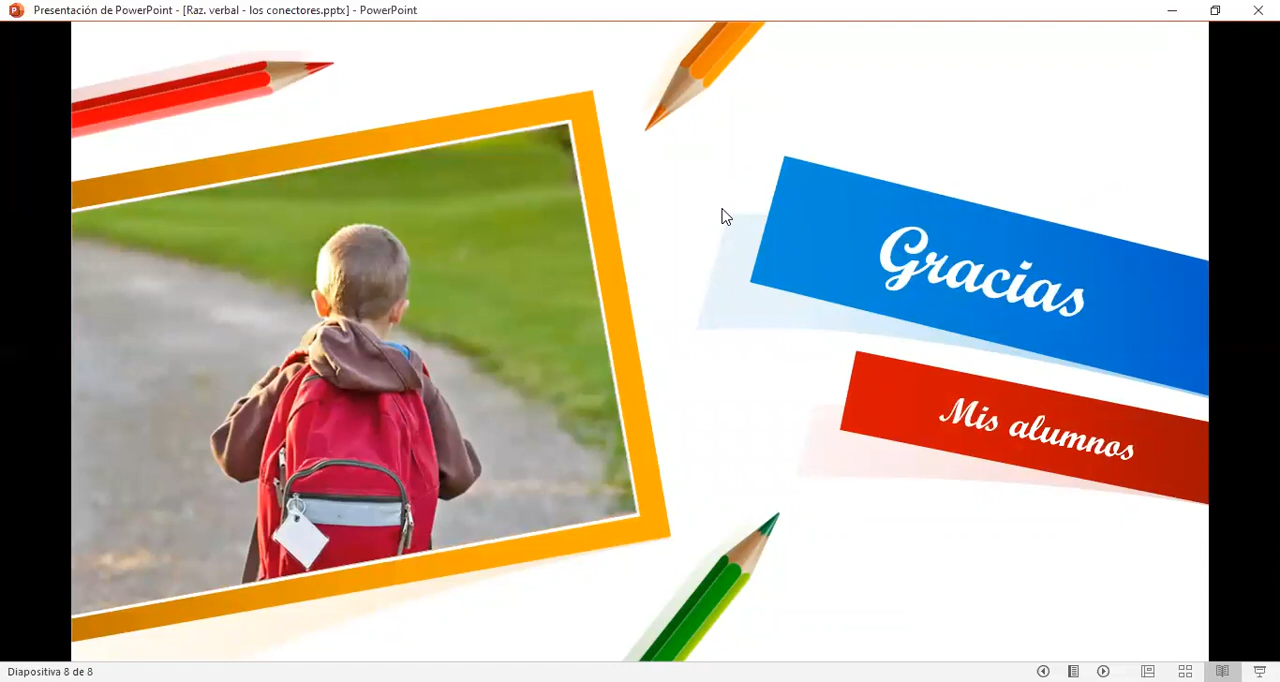 Presentación de PowerPoint - [Raz. verbal - los conectores.pptx] - PowerPoint
Gracias
Mis alumnos
Diapositiva 8 de 8